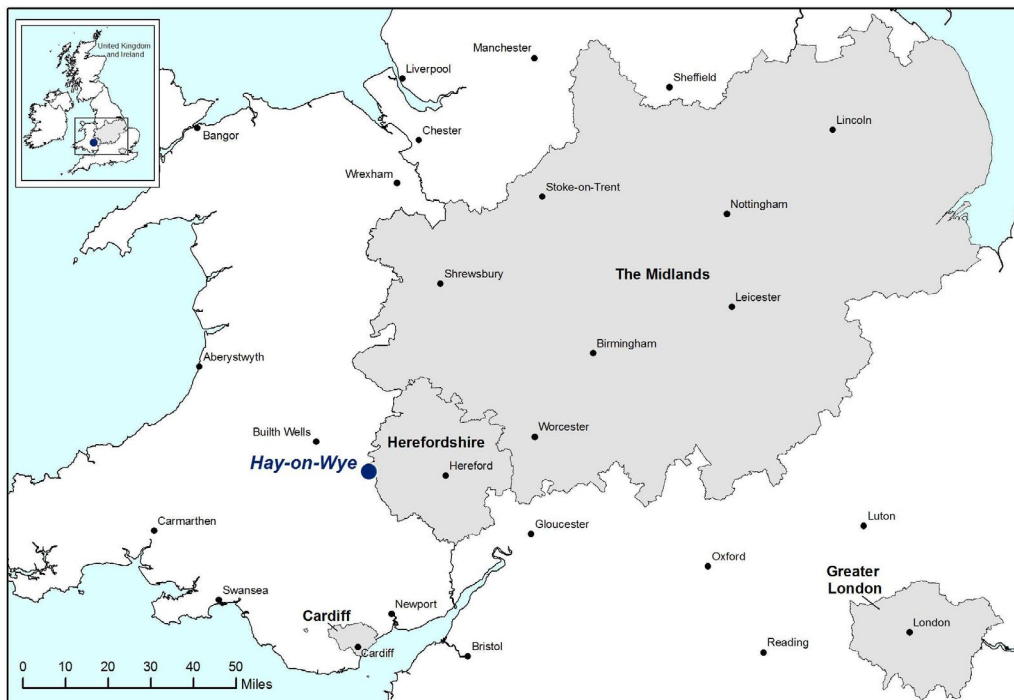 United Kingdom
and Ireland
Manchester
Liverpool
Sheffield
Bangor
Chester
Lincoln
Wrexham
Stoke-on-Trent
Nottingham
Shrewsbury
The Midlands
Leicester
Birmingham
Aberystwyth
Builth Wells
Herefordshire
Worcester
Hay-on-Wye
Hereford
Carmarthen
Gloucester
Luton
Oxford
Swansea
Newport
Greater
London
Cardiff
London
Cardiff
Bristol
Reading
0 10 20 30 40 50
Miles